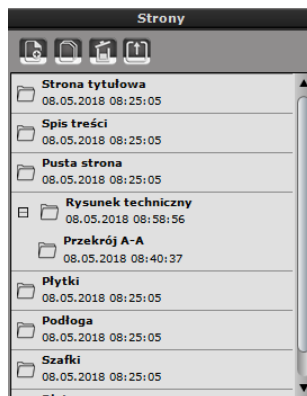 Strony
Strona tytułowa
08.05.2018 08:25:05
Spis treści
08.05.2018 08:25:05
Pusta strona
08.05.2018 08:25:05
Rysunek techniczny
08.05.2018 08:58:56
Przekrój A-A
08.05.2018 08:40:37
Płytki
08.05.2018 08:25:05
Podłoga
08.05.2018 08:25:05
Szafki
08.05.2018 08:25:05